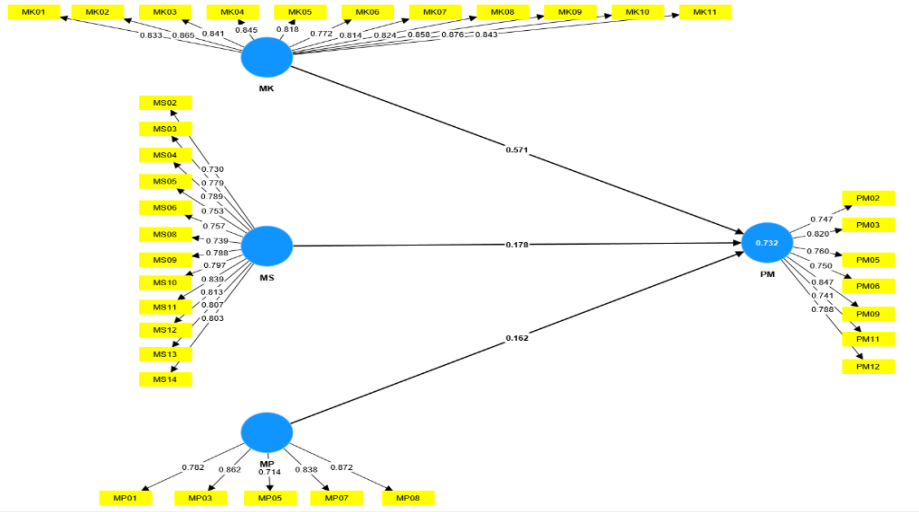 MK01 MK02 MK03 MK04 MK05 MK06 MK07 MK08 MK09 MK10 MK11
0.833 0.865 0.841 0.845 0.818 0.772 0.814 0.824 0.858 0.876 0.843
MK
MS02
MS03
MS04
MS05
MS06
MS08
MS09
MS10
MS11
MS12
MS13
MS14
0.730
0.779
0.789
0.753
0.757
0.739
0.788
0.797
0.839
0.813
0.807
0.803
MS
0.571
0.178
0.162
0.732
PM
0.747
0.820
0.760
0.750
0.847
0.741
0.788
PM02
PM03
PM05
PM06
PM09
PM11
PM12
MP
0.782 0.862 0.714 0.838 0.872
MP01 MP03 MP05 MP07 MP08